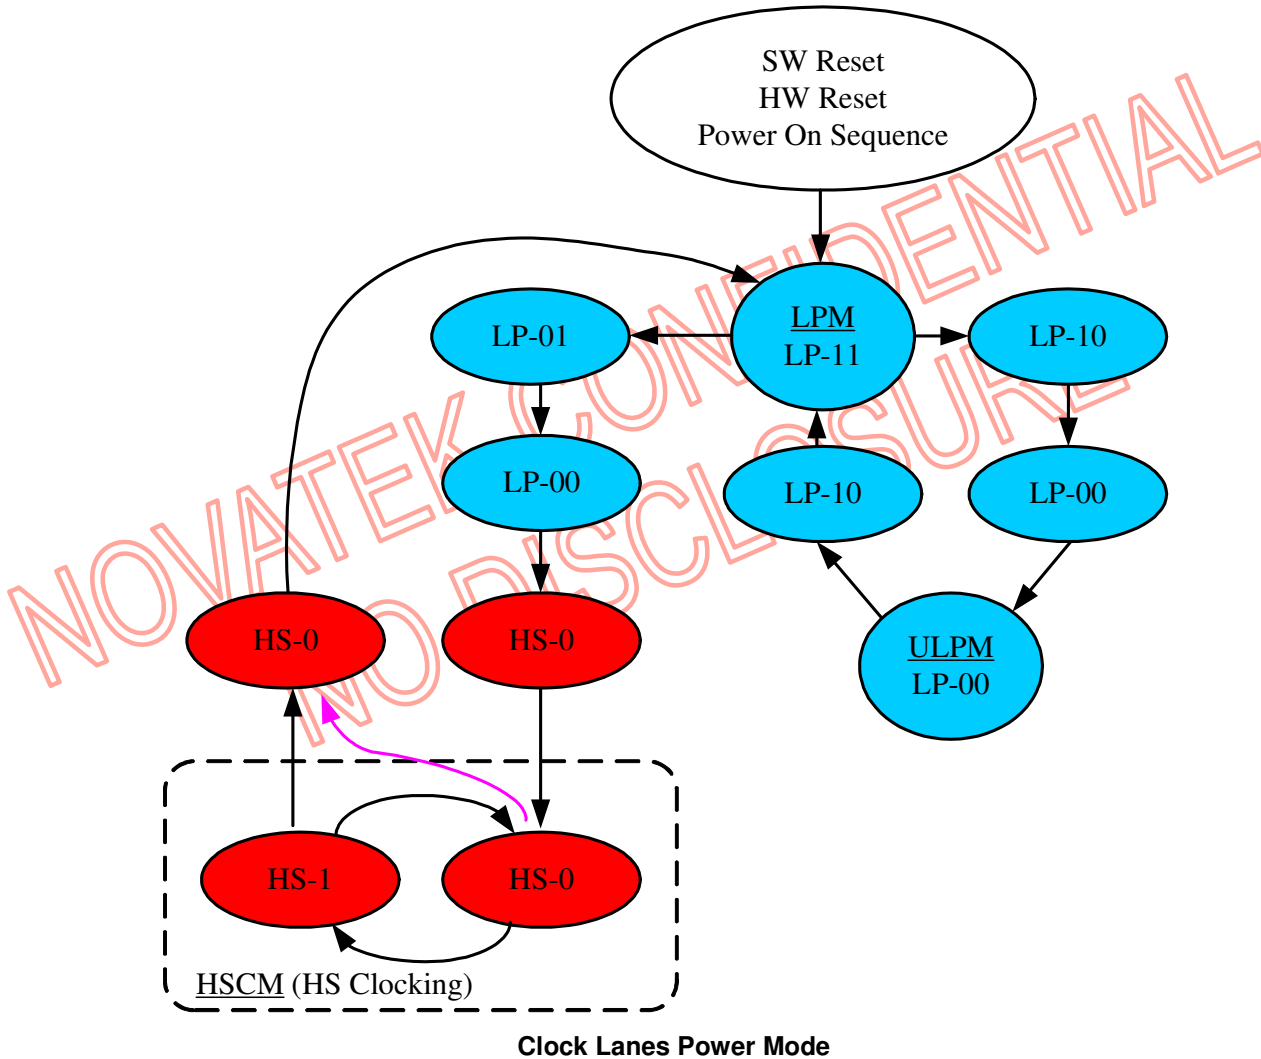 SW Reset
HW Reset
Power On Sequence
NOVATEK CONFIDENTIAL
NO DISCLOSURE
LP-01
LPM
LP-11
LP-10
LP-00
LP-10
LP-00
HS-0
HS-0
ULPM
LP-00
HS-1
HS-0
HSCM (HS Clocking)
Clock Lanes Power Mode